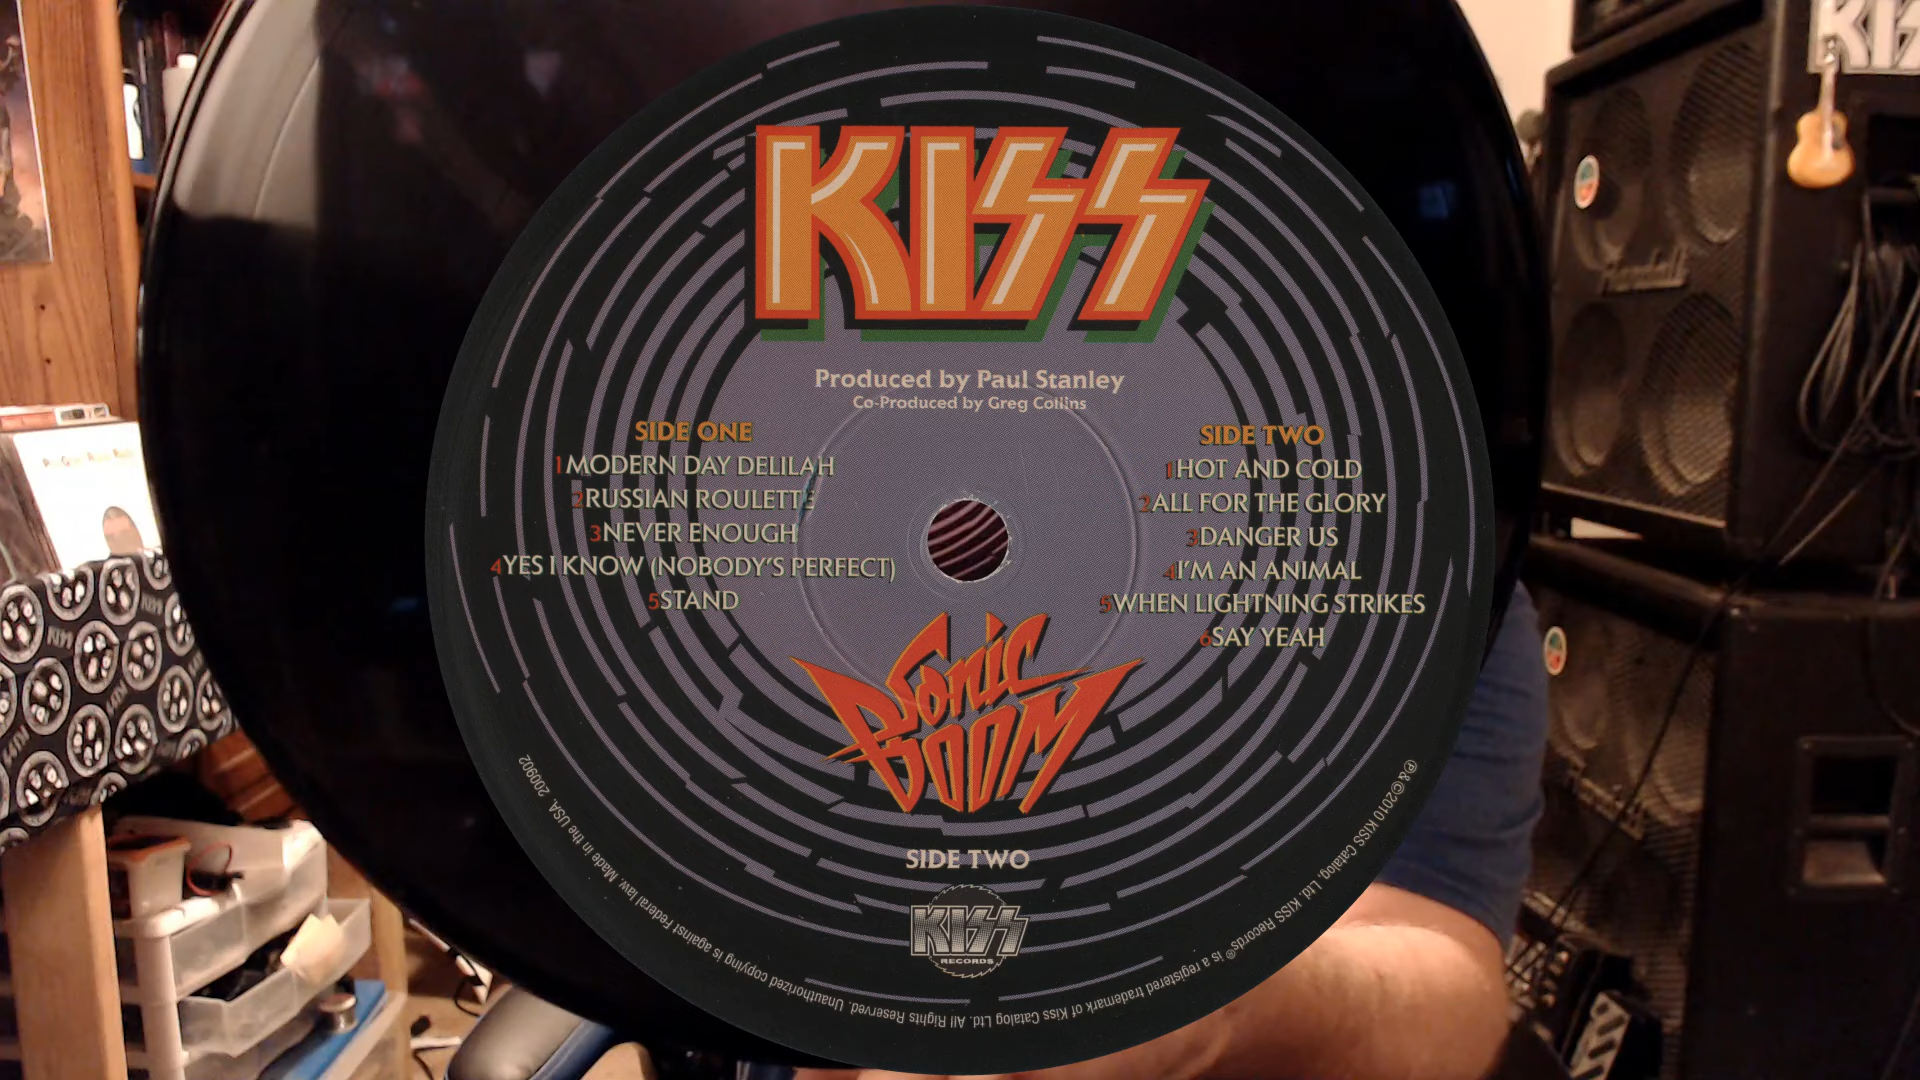 KISS
Produced by Paul Stanley
Co-Produced by Greg Collins
SIDE ONE
1 MODERN DAY DELILAH
2 RUSSIAN ROULETTE
3 NEVER ENOUGH
4 YES I KNOW (NOBODY'S PERFECT)
5 STAND
SIDE TWO
1 HOT AND COLD
2 ALL FOR THE GLORY
3 DANGER US
4 I'M AN ANIMAL
5 WHEN LIGHTNING STRIKES
6 SAY YEAH
Sonic
BOOM
SIDE TWO
KISS
RECORDS
℗&©2010 KISS Catalog, Ltd. KISS Records® is a registered trademark of Kiss Catalog Ltd. All Rights Reserved. Unauthorized copying is against Federal law. Made in the USA. 200902
KISS
Marshall
KISS